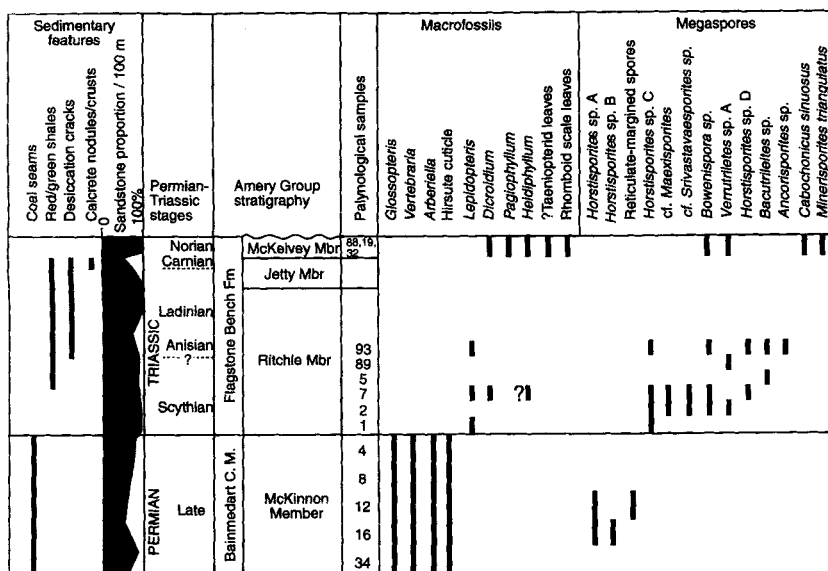 Sedimentary features
Macrofossils
Megaspores
Coal seams
Red/green shales
Desiccation cracks
Calcrete nodules/crusts
Sandstone proportion / 100 m
0
100%
Permian-Triassic stages
Amery Group stratigraphy
Palynological samples
Glossopteris
Vertebraria
Arberiella
Hirsute cuticle
Lepidopteris
Dicroidium
Pagiophyllum
Heidiphyllum
?Taeniopterid leaves
Rhomboid scale leaves
Horstisporites sp. A
Horstisporites sp. B
Reticulate-margined spores
Horstisporites sp. C
cf. Maexisporites
cf. Srivastavaesporites sp.
Bowenispora sp.
Verrutriletes sp. A
Horstisporites sp. D
Bacutrileites sp.
Ancorisporites sp.
Cabochonicus sinuosus
Minerisporites triangulatus
TRIASSIC
Norian
Carnian
Ladinian
Anisian
?
Scythian
PERMIAN
Late
Flagstone Bench Fm
McKelvey Mbr
Jetty Mbr
Ritchie Mbr
Bainmedart C. M.
McKinnon Member
88,19,
93
89
5
7
2
1
4
8
12
16
34
?